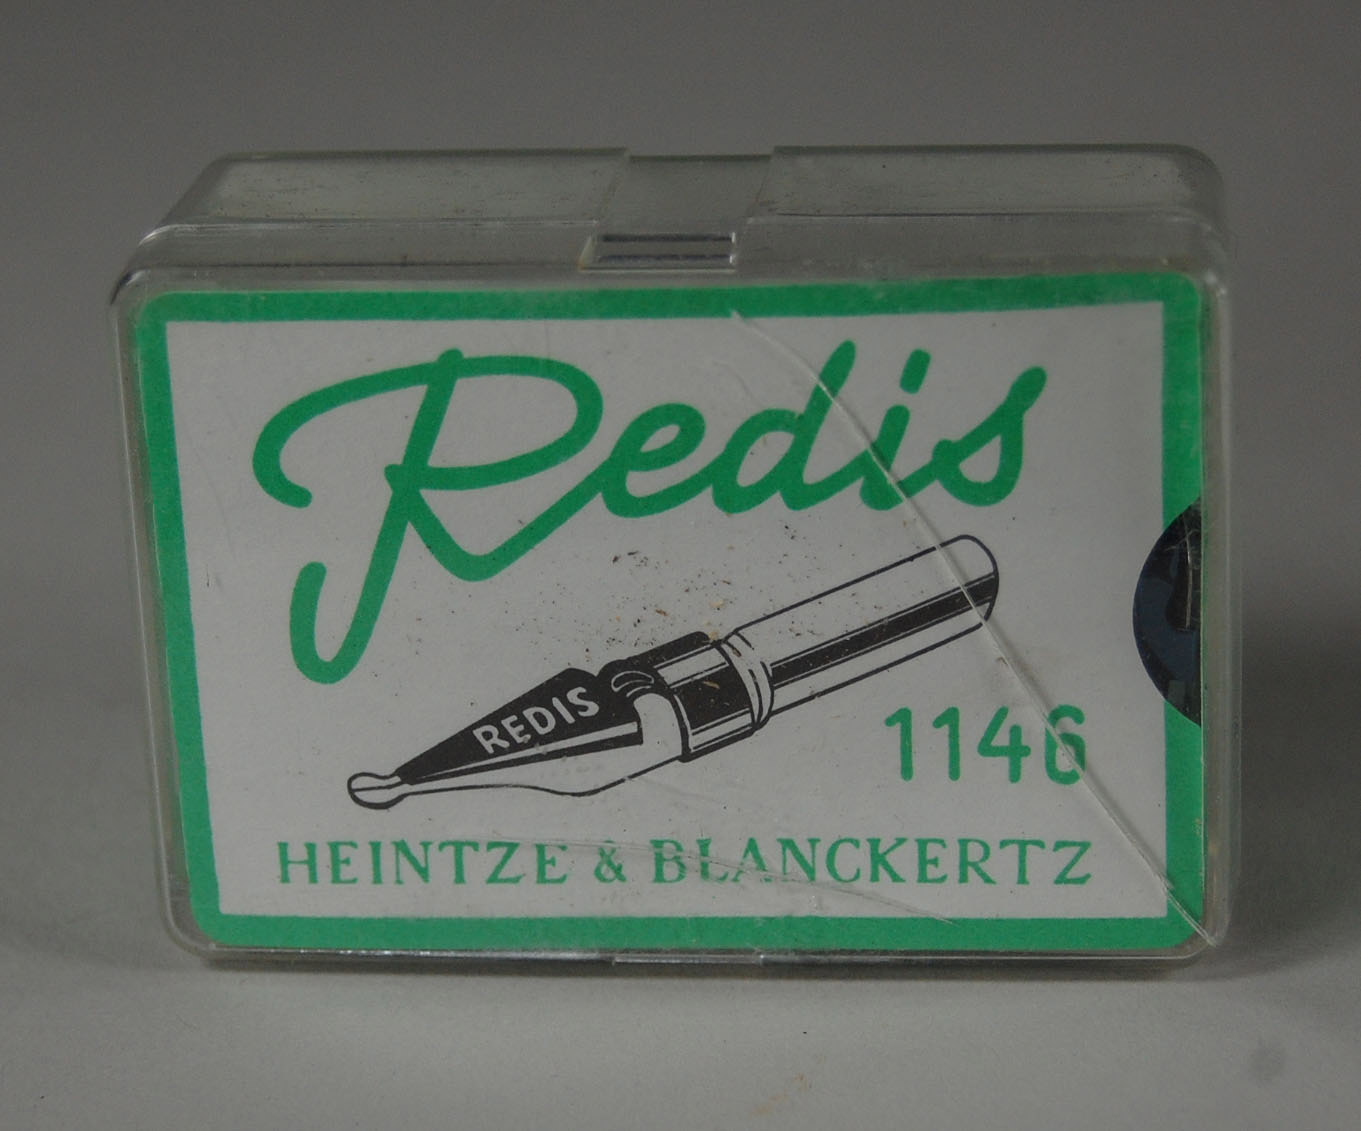 Redis
REDIS
1146
HEINTZE & BLANCKERTZ